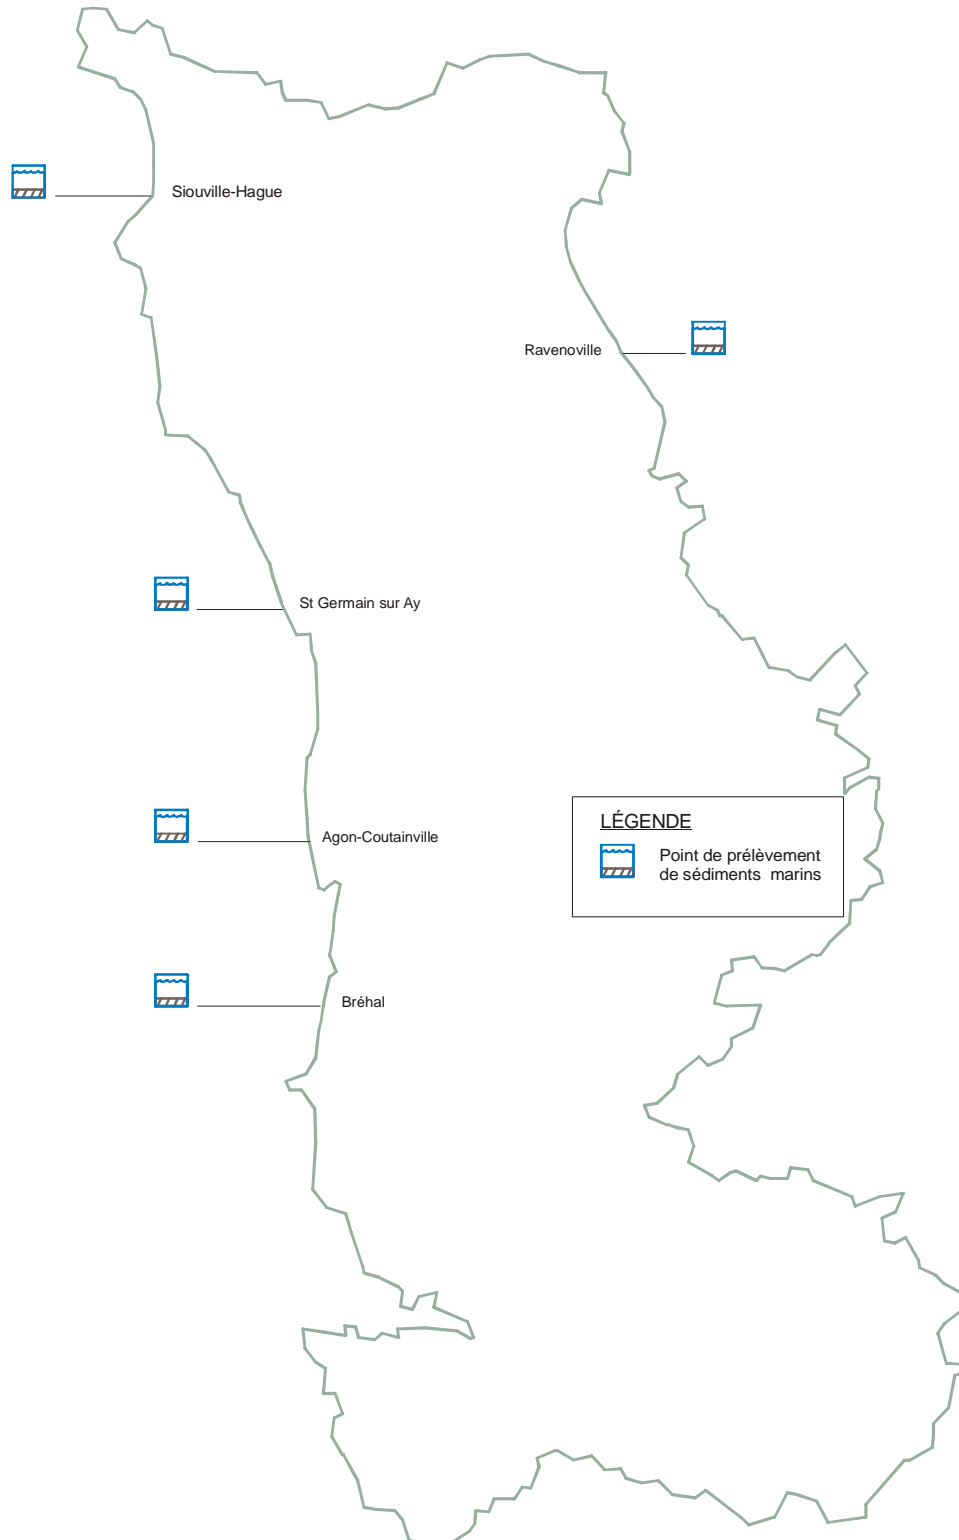 Siouville-Hague
Ravenoville
St Germain sur Ay
Agon-Coutainville
Bréhal
LÉGENDE
Point de prélèvement
de sédiments marins